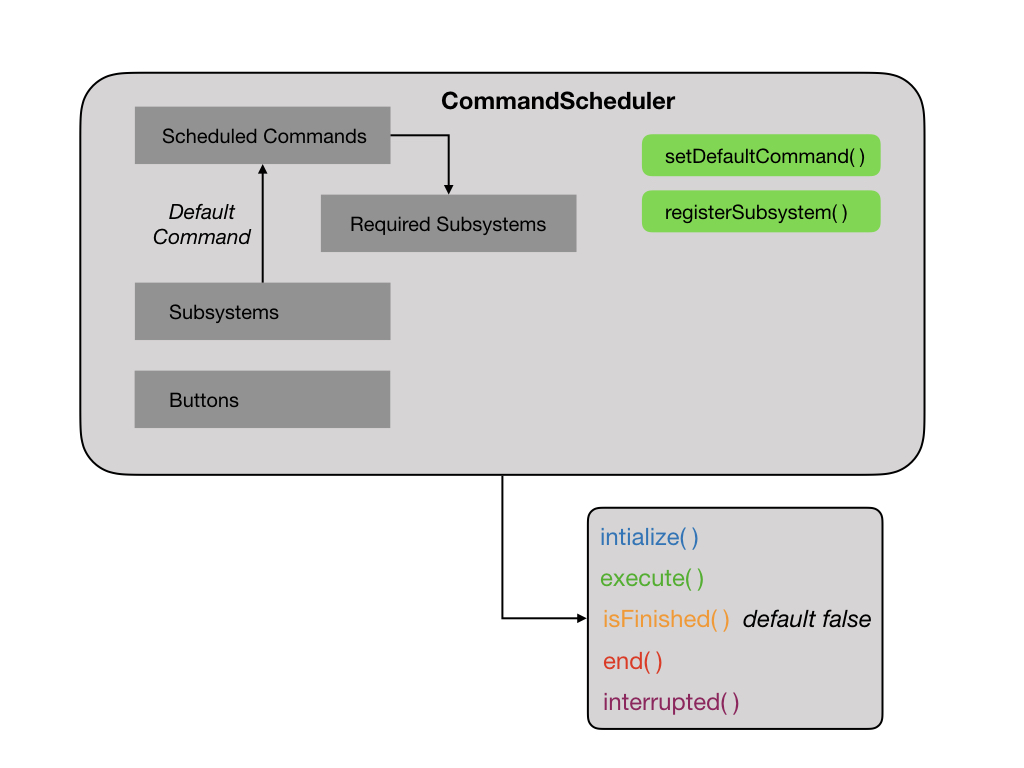 CommandScheduler
Scheduled Commands
setDefaultCommand( )
Default
Command
Required Subsystems
registerSubsystem( )
Subsystems
Buttons
intialize( )
execute( )
isFinished( ) default false
end( )
interrupted( )